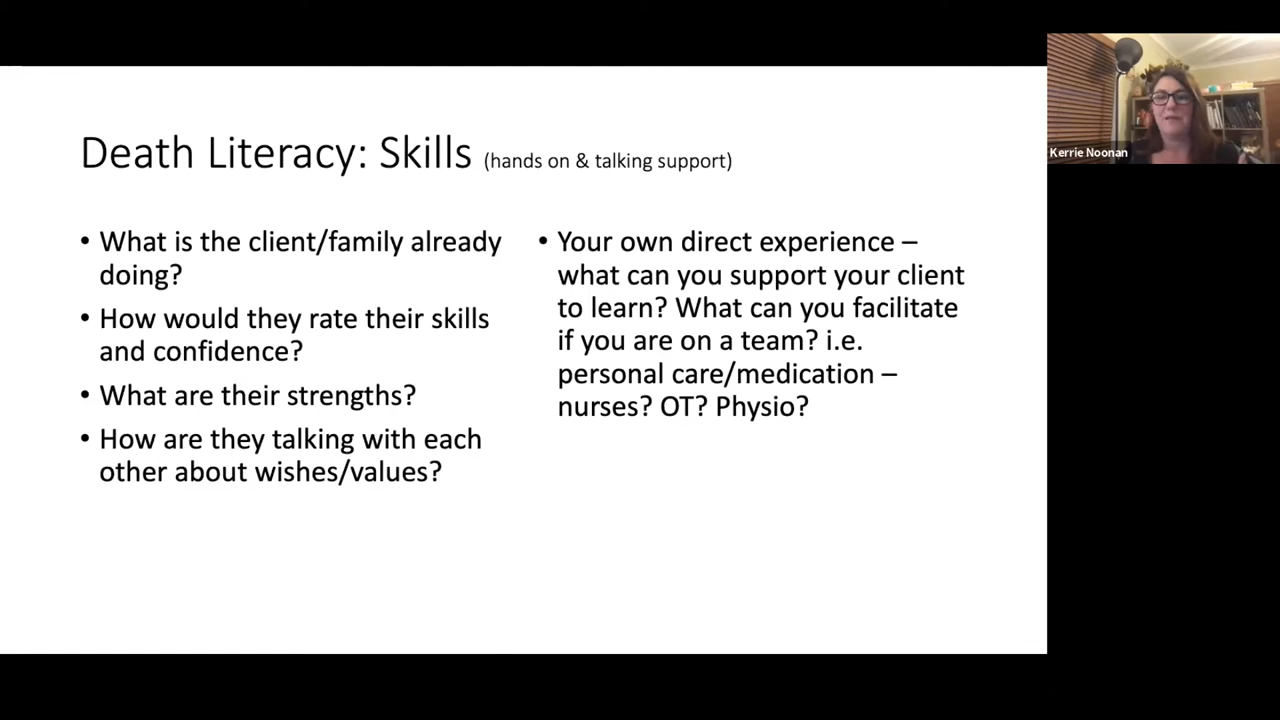 Death Literacy: Skills (hands on & talking support)
• What is the client/family already
doing?
• How would they rate their skills
and confidence?
• What are their strengths?
• How are they talking with each
other about wishes/values?
• Your own direct experience –
what can you support your client
to learn? What can you facilitate
if you are on a team? i.e.
personal care/medication –
nurses? OT? Physio?
Kerrie Noonan